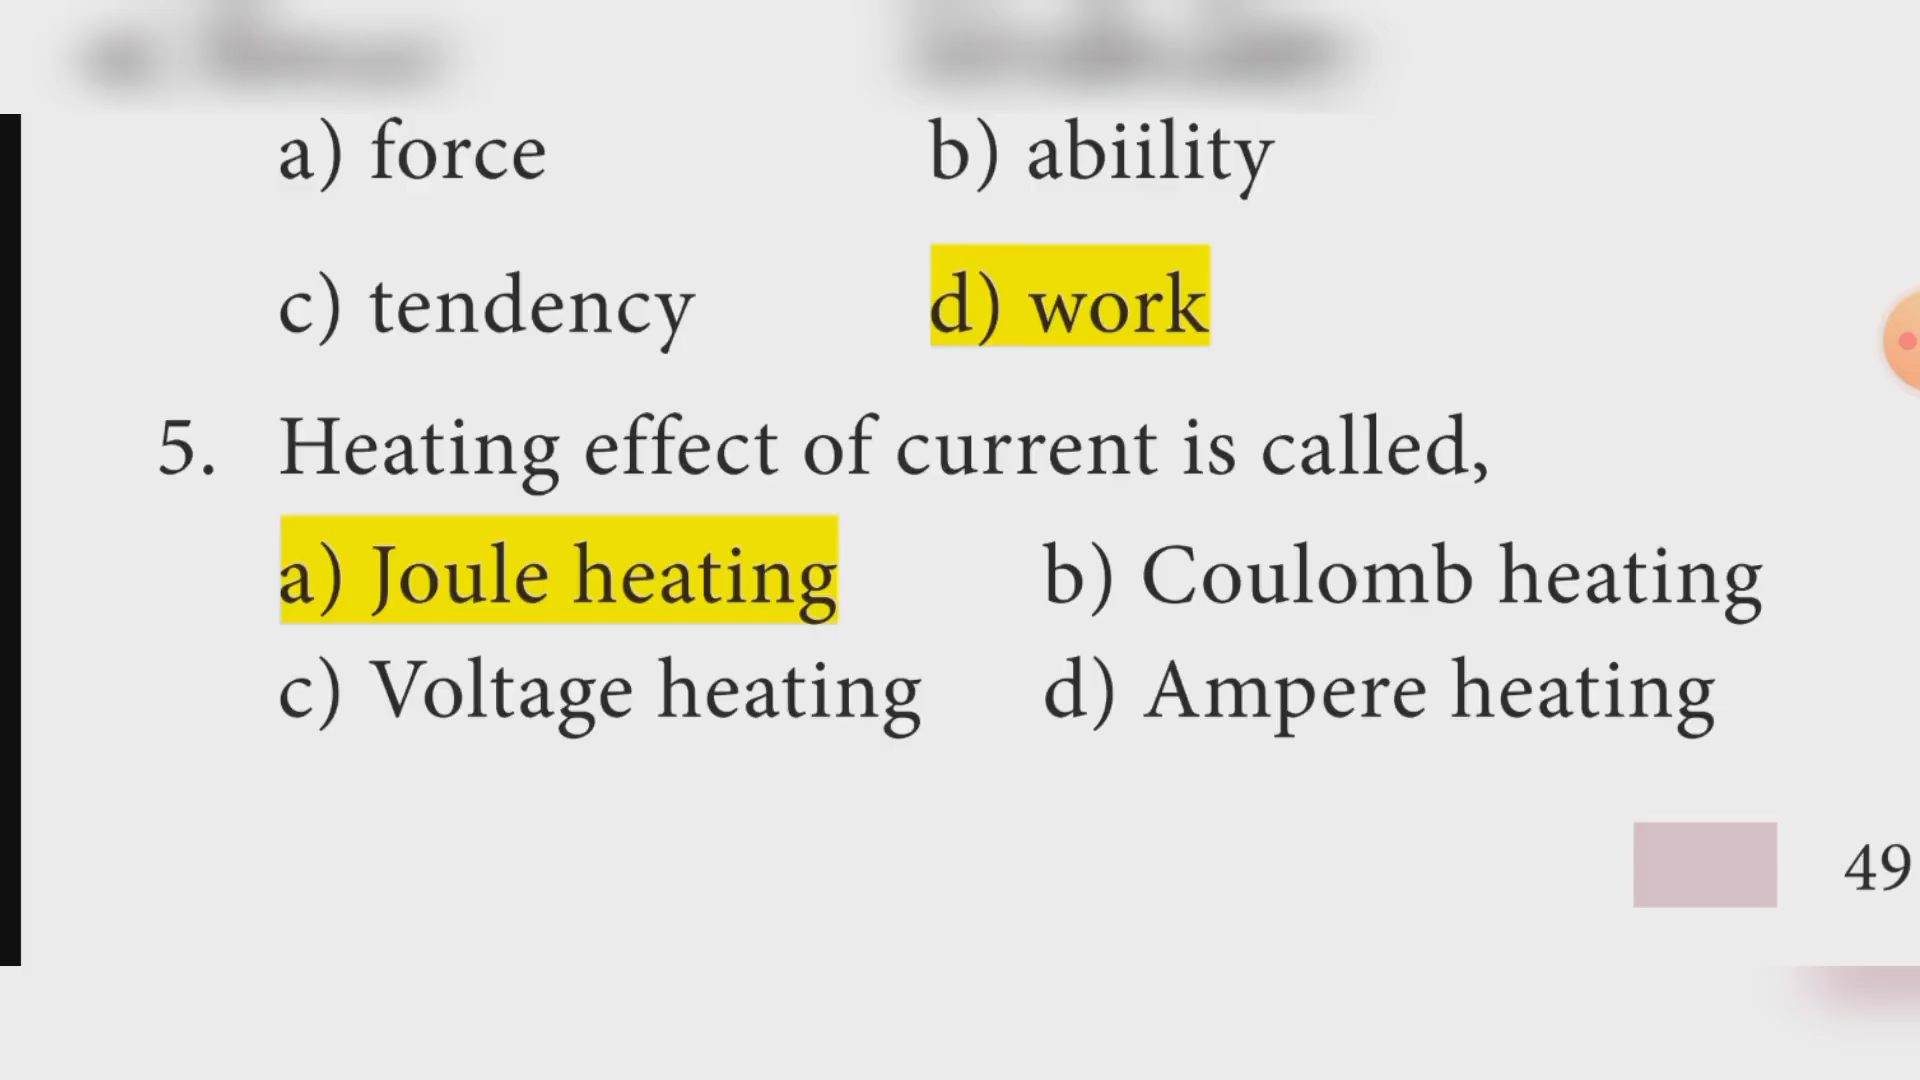 a) force b) abiility
c) tendency d) work
5. Heating effect of current is called,
a) Joule heating b) Coulomb heating
c) Voltage heating d) Ampere heating
49